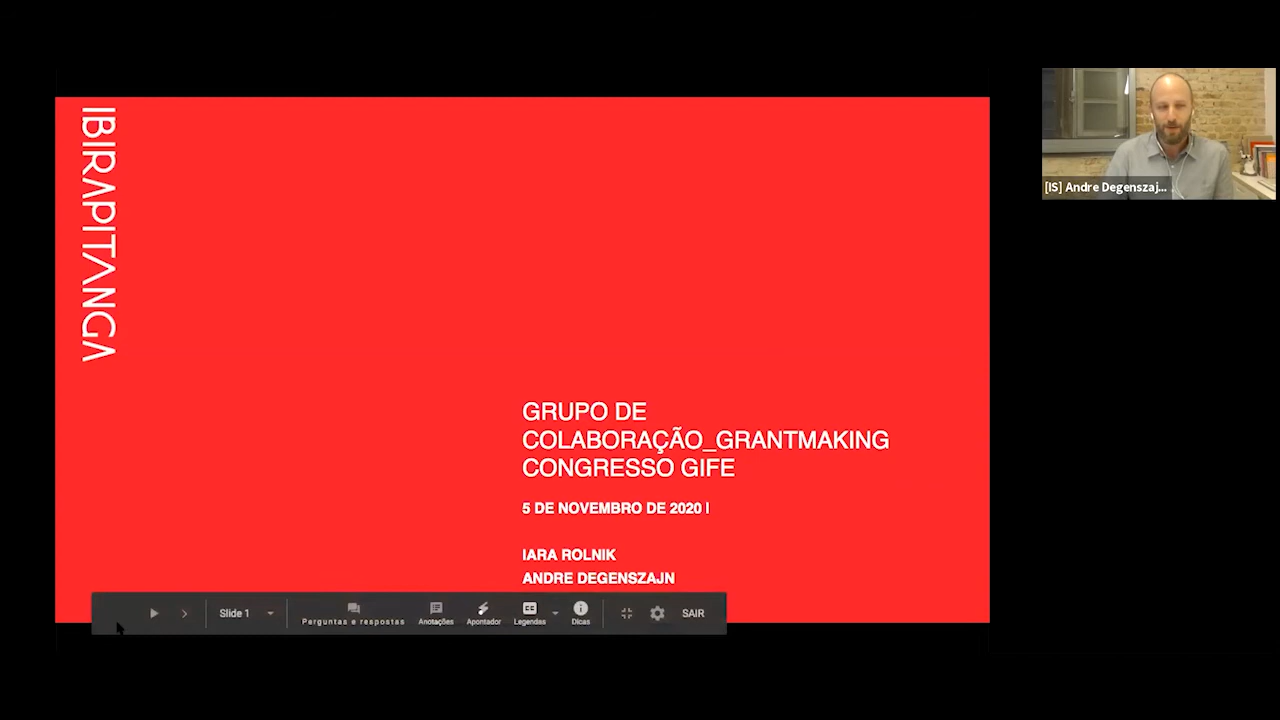 IBIRAPITANGA
GRUPO DE
COLABORAÇÃO_GRANTMAKING
CONGRESSO GIFE
5 DE NOVEMBRO DE 2020 |
IARA ROLNIK
ANDRE DEGENSZAJN
Slide 1
Perguntas e respostas
Anotações
Apontador
CC
Legendas
Dicas
SAIR
[IS] Andre Degenszaj...